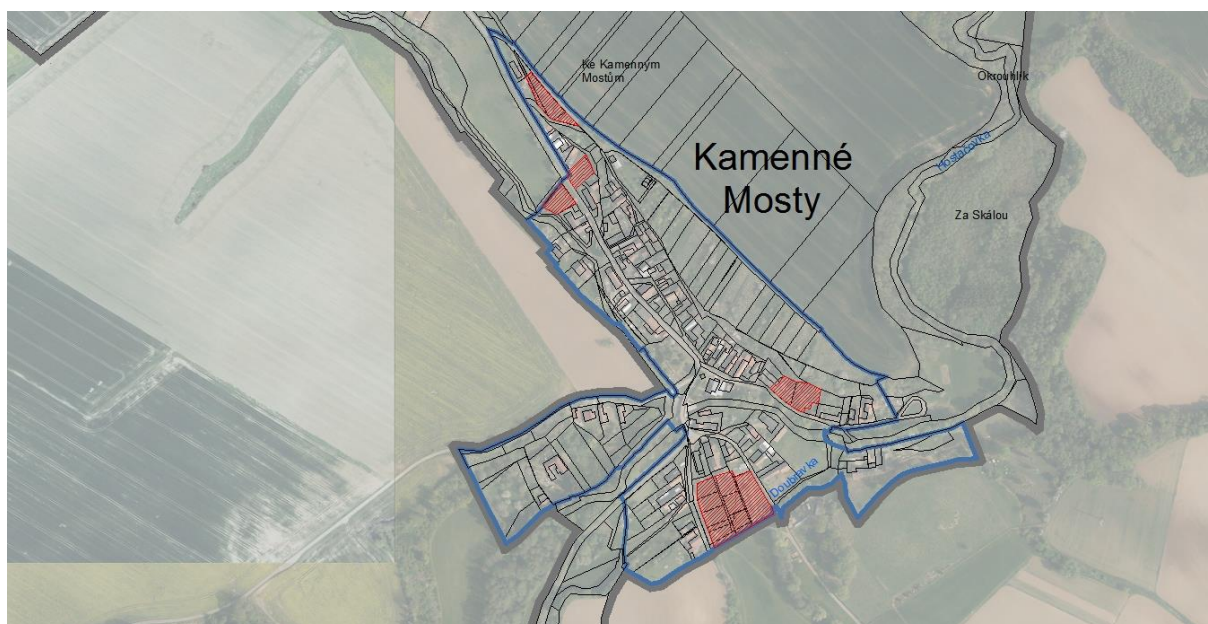 Ke Kamenným
Mostům
Okrouhlík
Hostačovka
Kamenné
Mosty
Za Skálou
Doubravka